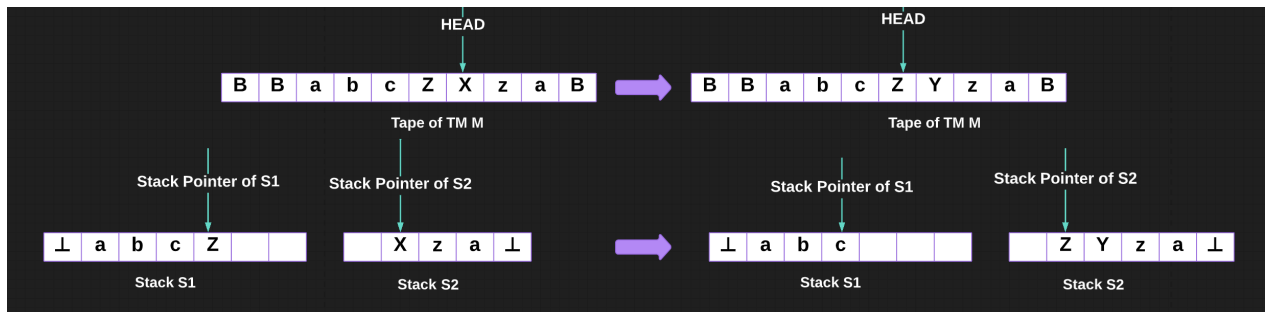 HEAD
HEAD
B B a b c Z X z a B
B B a b c Z Y z a B
Tape of TM M
Tape of TM M
Stack Pointer of S1
Stack Pointer of S2
Stack Pointer of S1
Stack Pointer of S2
⊥ a b c Z
X z a ⊥
⊥ a b c
Z Y z a ⊥
Stack S1
Stack S2
Stack S1
Stack S2